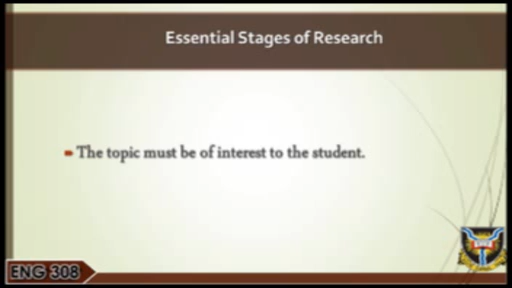 Essential Stages of Research
The topic must be of interest to the student.
ENG 308